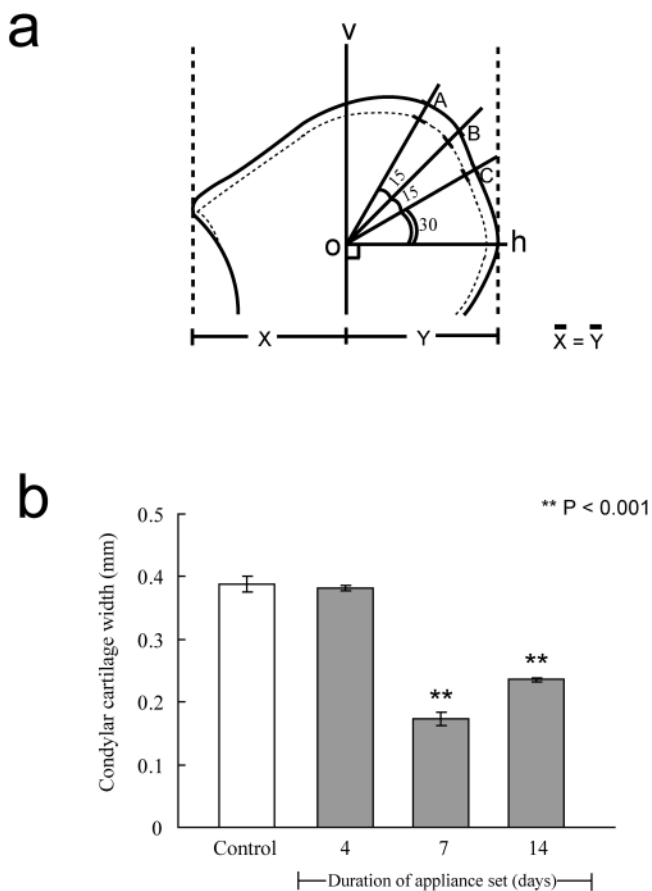 a
V
A
B
C
15
15
30
O
h
X
Y
X = Y
b
** P < 0.001
Condylar cartilage width (mm)
0.5
0.4
0.3
0.2
0.1
0
**
**
Control 4 7 14
Duration of appliance set (days)